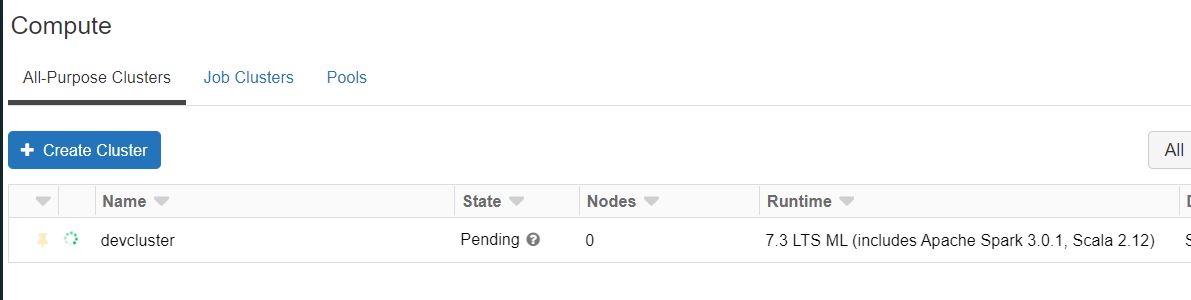 Compute
All-Purpose Clusters Job Clusters Pools
+ Create Cluster All
Name State Nodes Runtime
devcluster Pending ? 0 7.3 LTS ML (includes Apache Spark 3.0.1, Scala 2.12)